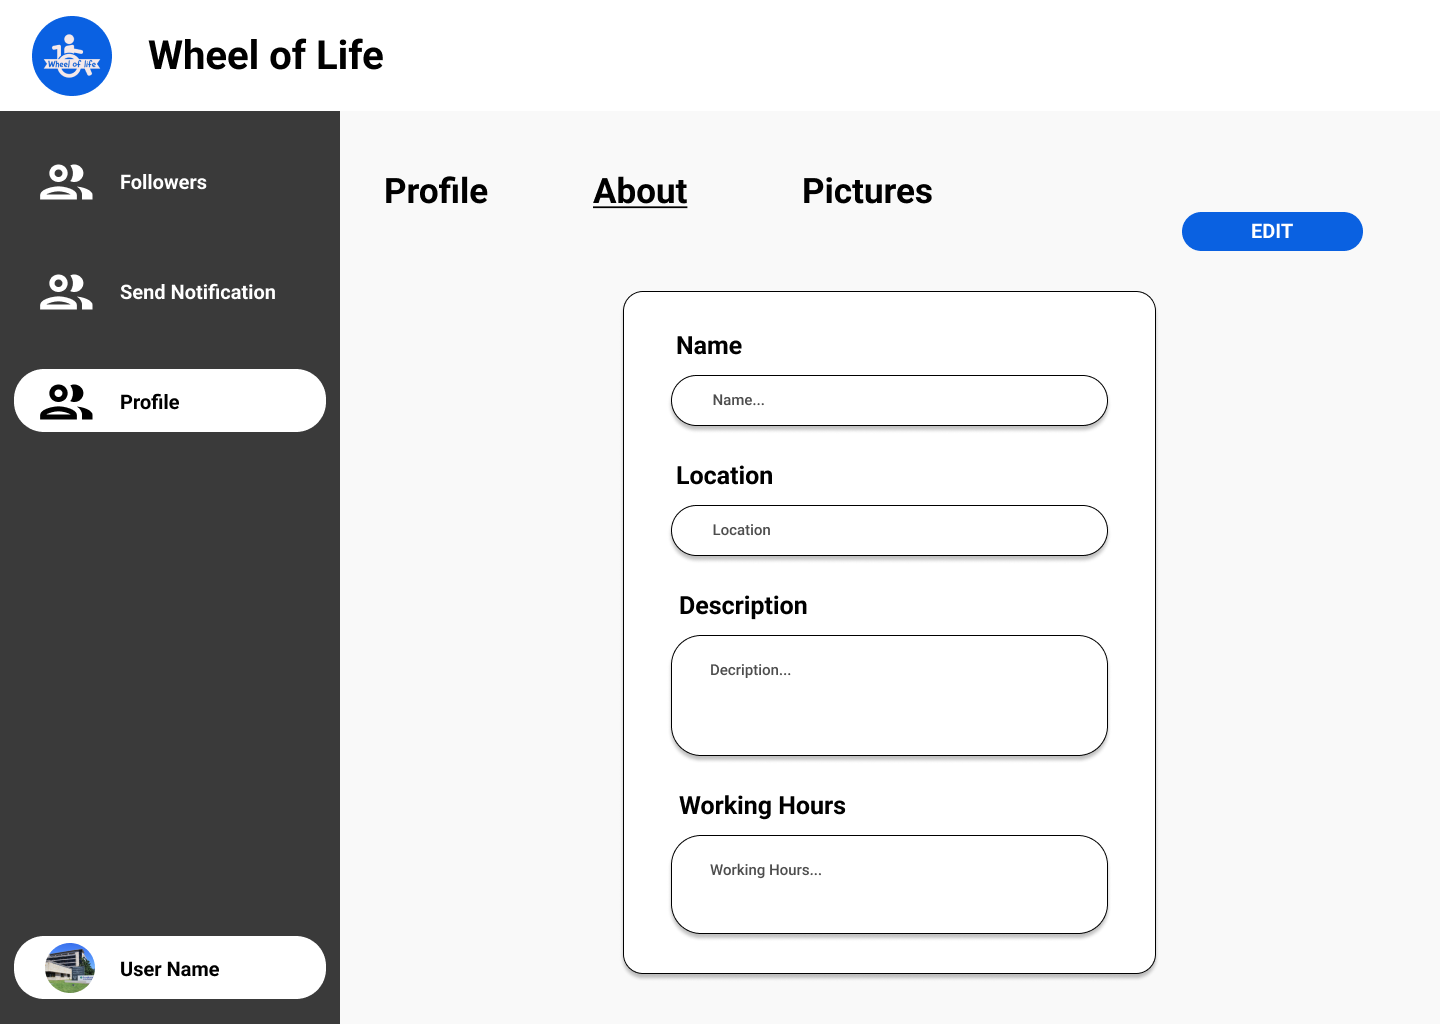 Wheel of life
Wheel of Life
Followers
Send Notification
Profile
User Name
Profile
About
Pictures
EDIT
Name
Name...
Location
Location
Description
Decription...
Working Hours
Working Hours...